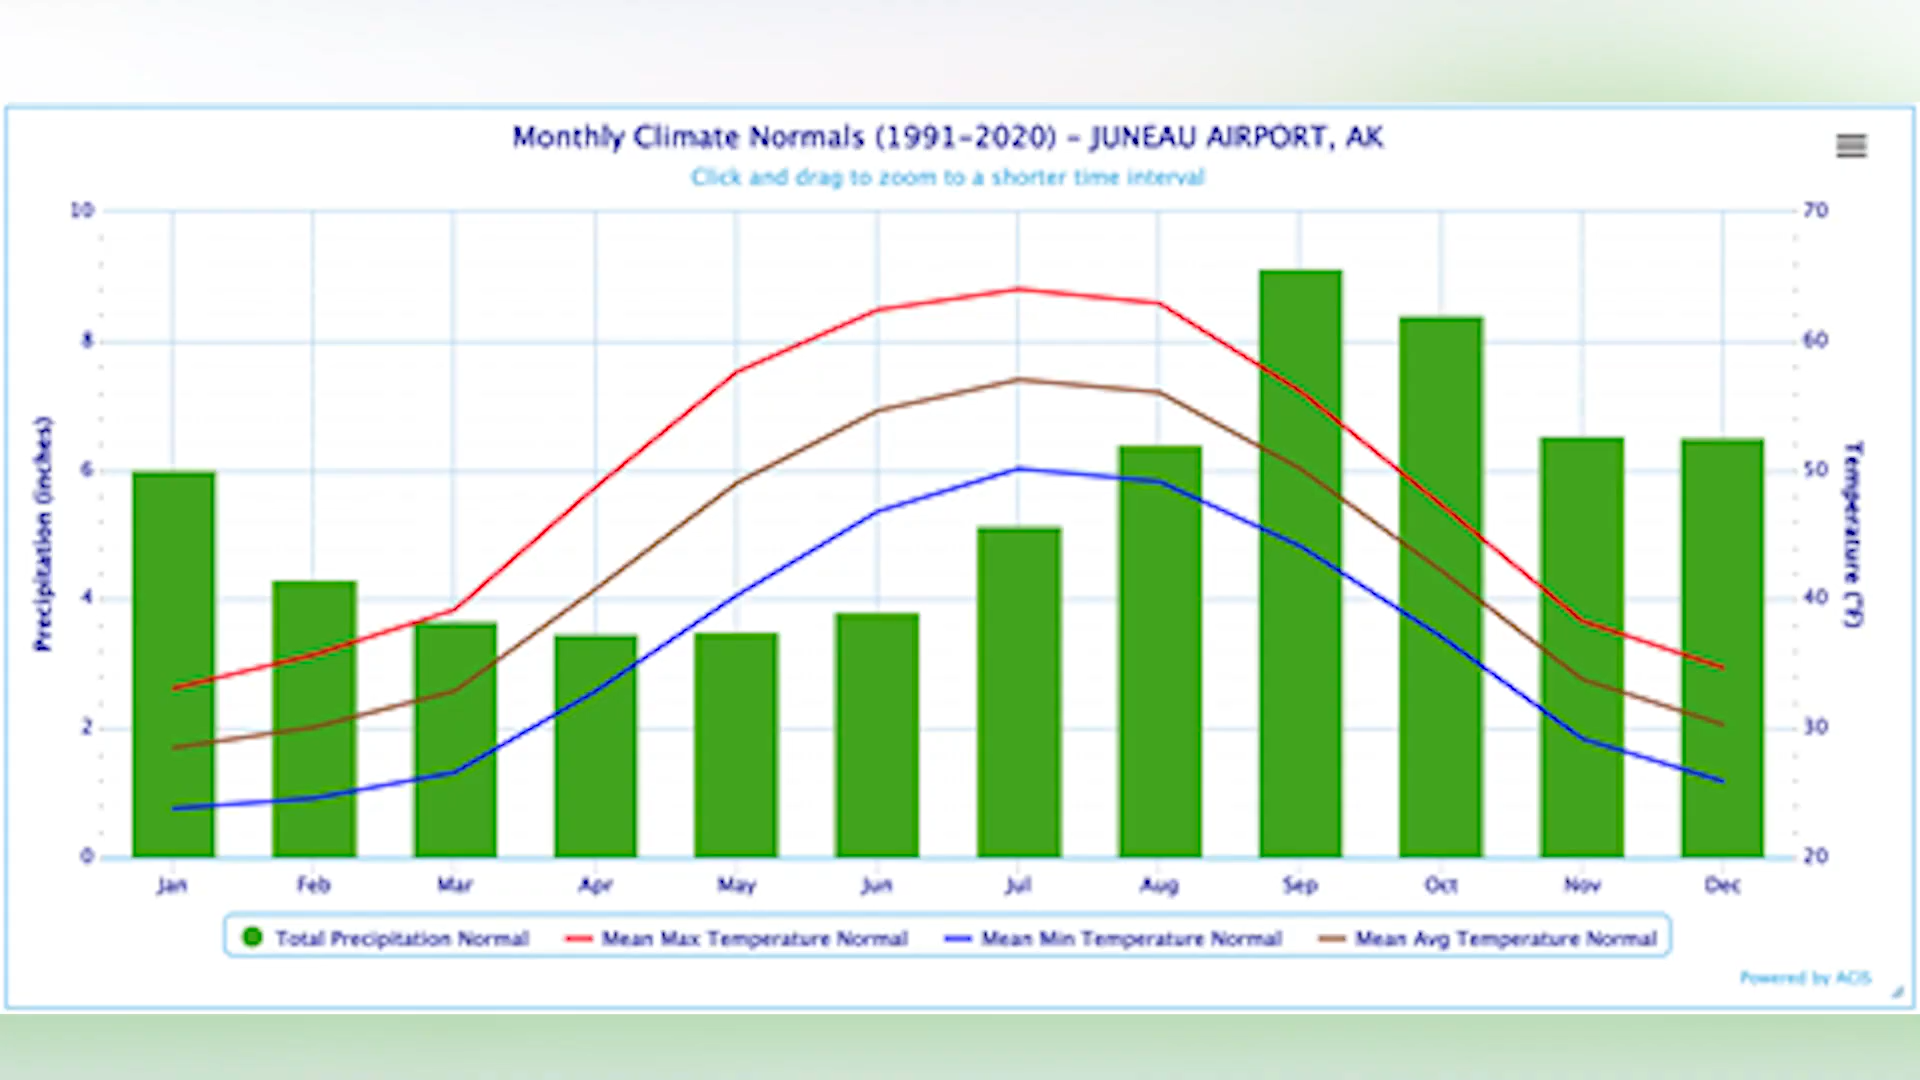 Monthly Climate Normals (1991–2020) – JUNEAU AIRPORT, AK
Click and drag to zoom to a shorter time interval
10
8
6
4
2
0
Precipitation (inches)
70
60
50
40
30
20
Temperature (°F)
Jan Feb Mar Apr May Jun Jul Aug Sep Oct Nov Dec
Total Precipitation Normal Mean Max Temperature Normal Mean Min Temperature Normal Mean Avg Temperature Normal
Powered by ACIS